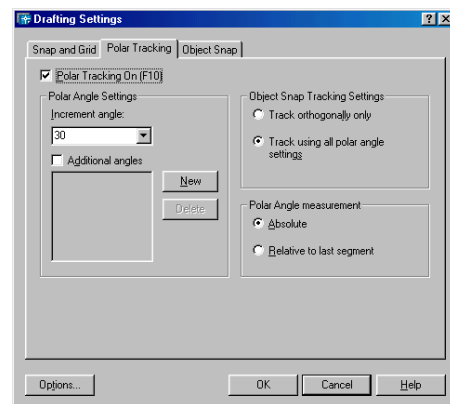 Drafting Settings
Snap and Grid Polar Tracking Object Snap
Polar Tracking On (F10)
Polar Angle Settings
Increment angle:
30
Additional angles
New
Delete
Object Snap Tracking Settings
Track orthogonally only
Track using all polar angle
settings
Polar Angle measurement
Absolute
Relative to last segment
Options...
OK
Cancel
Help